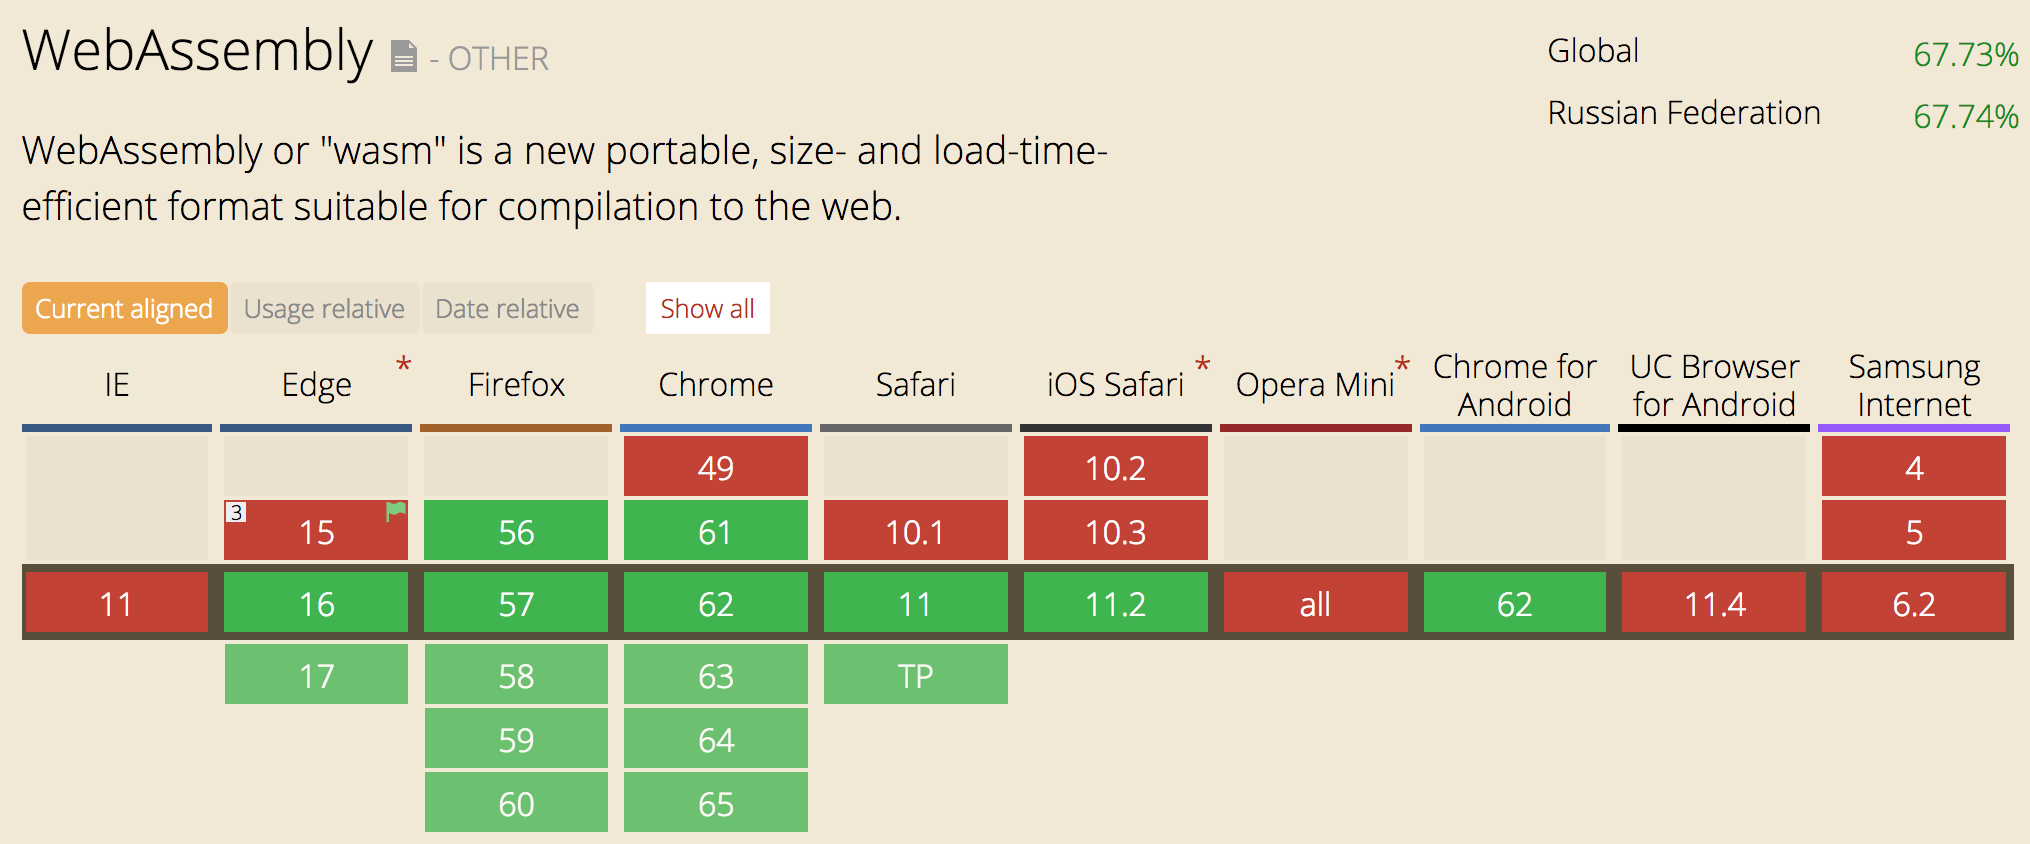 WebAssembly - OTHER
Global 67.73%
Russian Federation 67.74%
WebAssembly or "wasm" is a new portable, size- and load-time-
efficient format suitable for compilation to the web.
Current aligned Usage relative Date relative Show all
IE Edge * Firefox Chrome Safari iOS Safari * Opera Mini * Chrome for Android UC Browser for Android Samsung Internet
49 10.2 4
3 15 56 61 10.1 10.3 5
11 16 57 62 11 11.2 all 62 11.4 6.2
17 58 63 TP
59 64
60 65